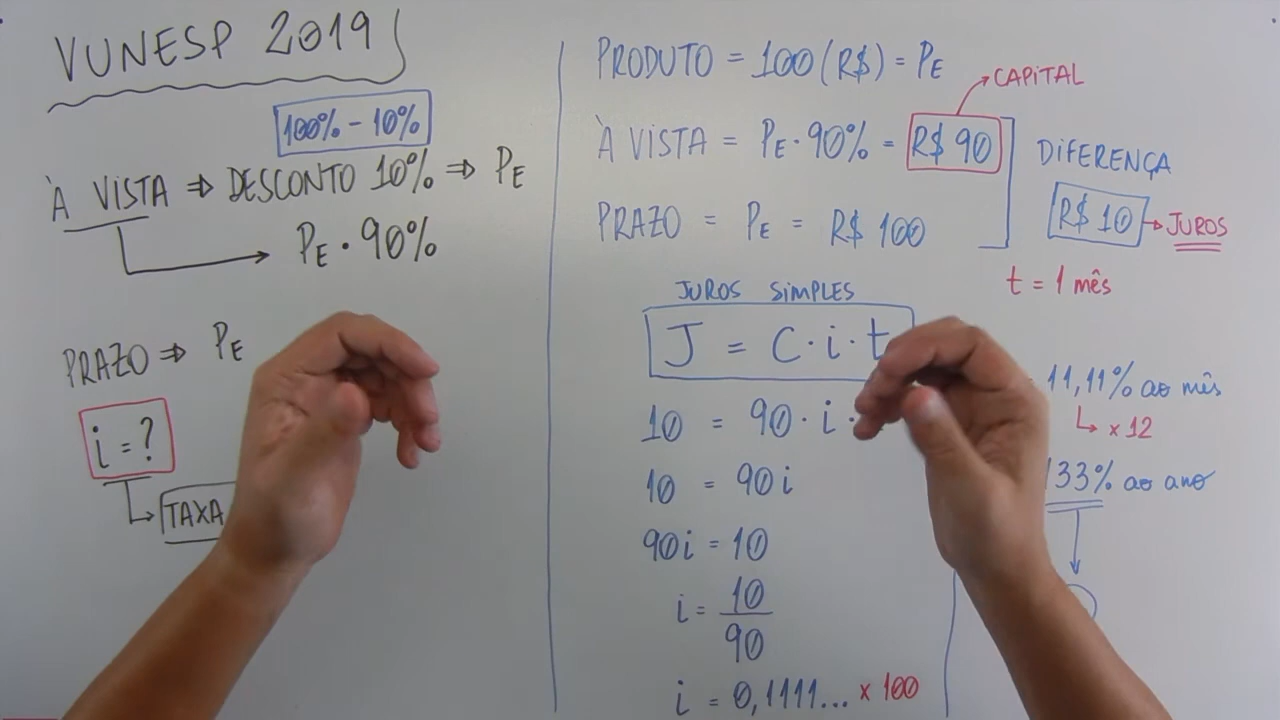 VUNESP 2019
100% - 10%
À VISTA ⇒ DESCONTO 10% ⇒ PE
PE · 90%
PRAZO ⇒ PE
i = ?
TAXA
PRODUTO = 100 (R$) = PE
CAPITAL
À VISTA = PE · 90% = R$ 90
PRAZO = PE = R$ 100
DIFERENÇA
R$ 10 → JUROS
t = 1 mês
JUROS SIMPLES
J = C · i · t
10 = 90 · i ·
10 = 90i
90i = 10
i = 10
90
i = 0,1111... × 100
11,11% ao mês
× 12
133% ao ano